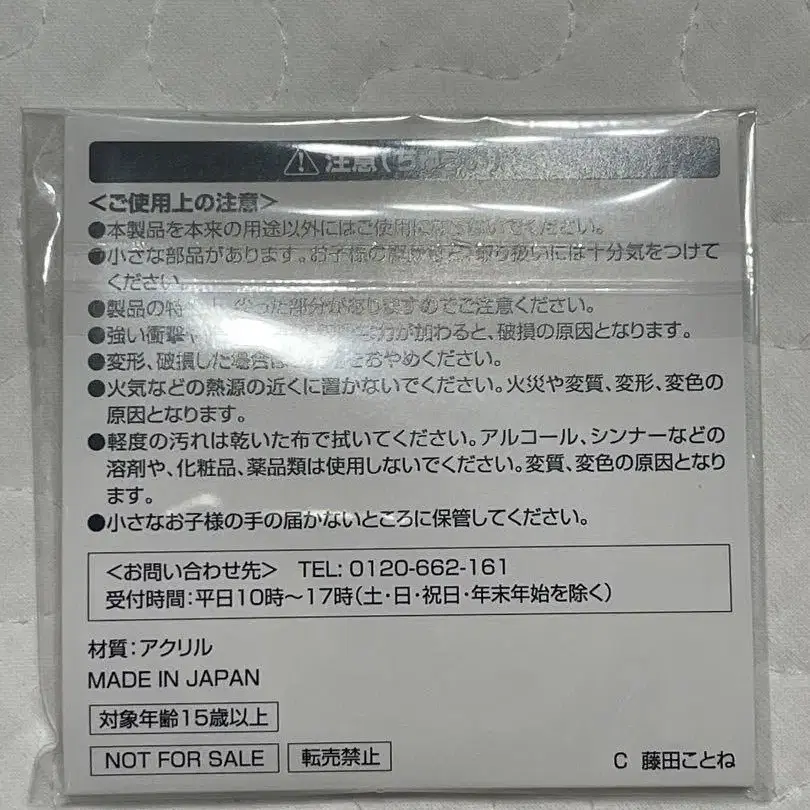 注意
<ご使用上の注意>
●本製品を本来の用途以外にはご使用にならないでください。
●小さな部品があります。お子様の 取り扱いには十分気をつけて
ください。
●製品の特 部分がありますのでご注意ください。
●強い衝撃や 力が加わると、破損の原因となります。
●変形、破損した場合は をおやめください。
●火気などの熱源の近くに置かないでください。火災や変質、変形、変色の
原因となります。
●軽度の汚れは乾いた布で拭いてください。アルコール、シンナーなどの
溶剤や、化粧品、薬品類は使用しないでください。変質、変色の原因となり
ます。
●小さなお子様の手の届かないところに保管してください。
<お問い合わせ先> TEL: 0120-662-161
受付時間:平日10時~17時(土・日・祝日・年末年始を除く)
材質:アクリル
MADE IN JAPAN
対象年齢15歳以上
NOT FOR SALE 転売禁止
C 藤田ことね